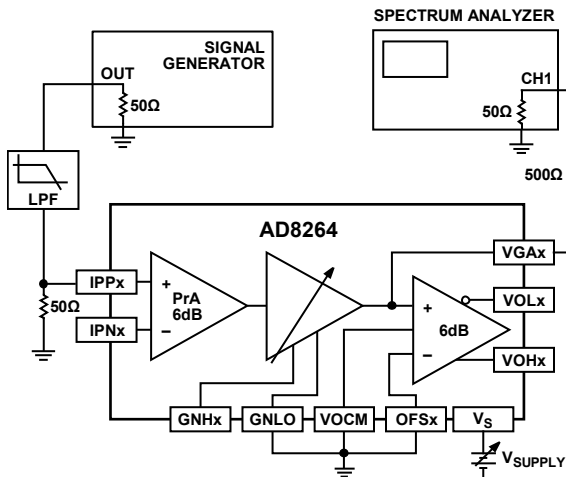 SPECTRUM ANALYZER
SIGNAL
GENERATOR
OUT
50Ω
CH1
50Ω
LPF
500Ω
AD8264
50Ω
IPPx
IPNx
+
−
PrA
6dB
+
−
6dB
VGAx
VOLx
VOHx
GNHx
GNLO
VOCM
OFSx
VS
VSUPPLY